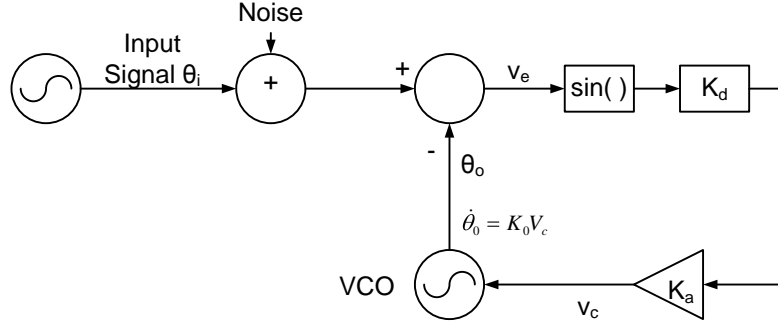 Noise
Input
Signal θi
+
+
ve
sin( )
Kd
-
θo
θ̇0 = K0Vc
VCO
vc
Ka